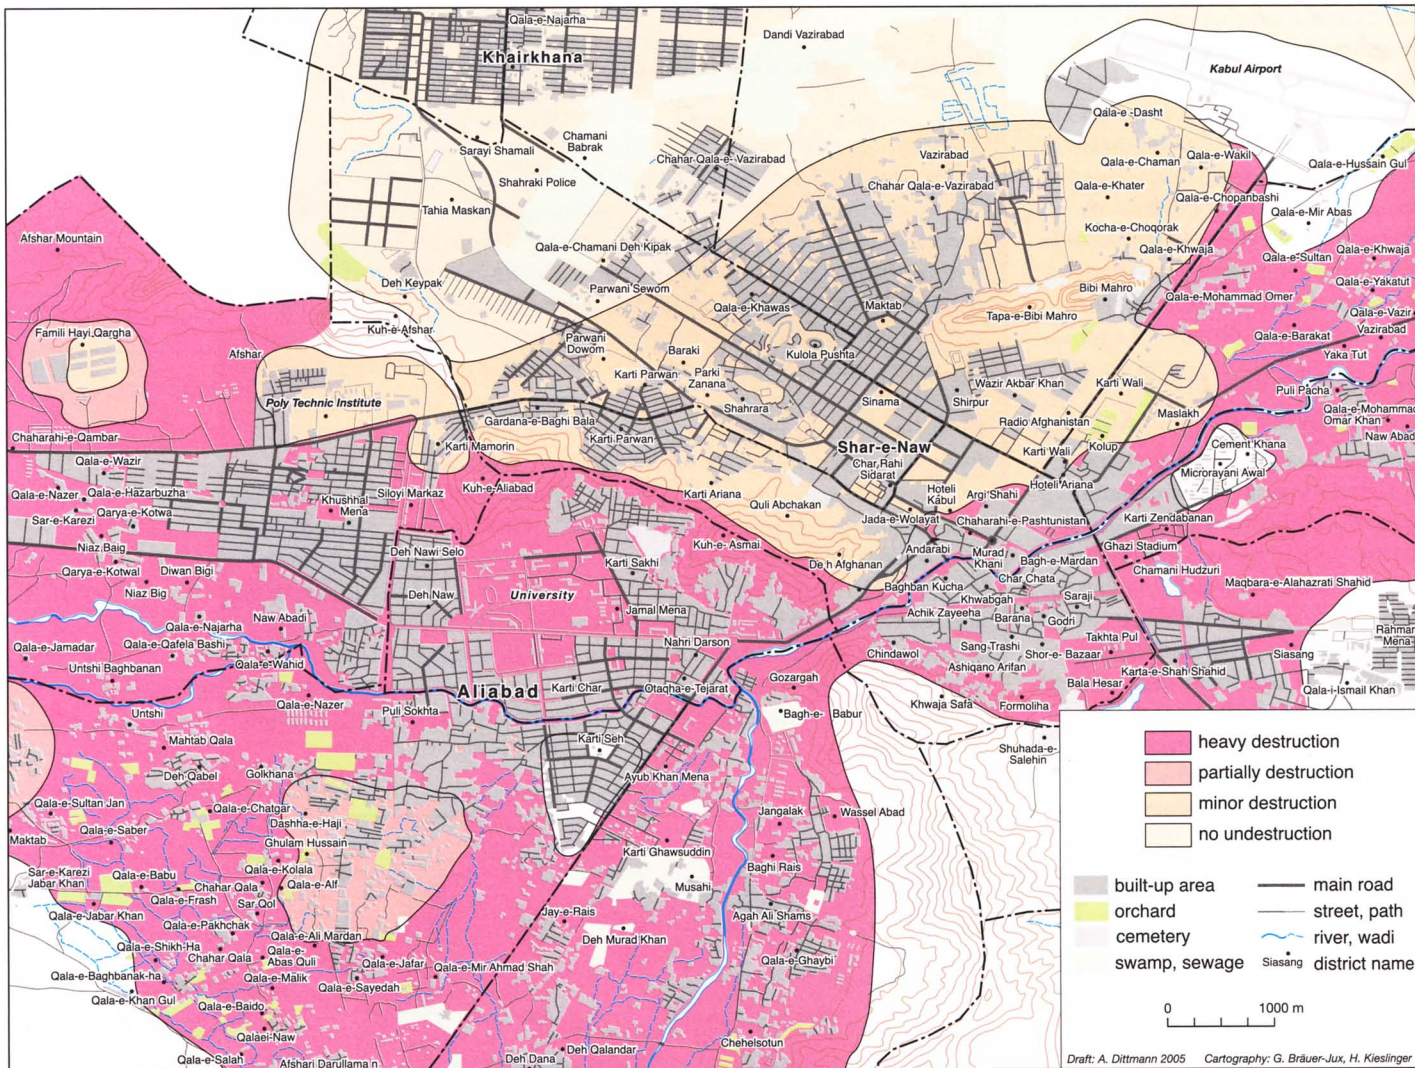 Qala-e-Najarha
Khairkhana
Dandi Vazirabad
Kabul Airport
Qala-e -Dasht
Sarayi Shamali
Chamani
Babrak
Chahar Qala-e- Vazirabad
Shahraki Police
Vazirabad
Qala-e-Chaman
Qala-e-Wakil
Qala-e-Hussain Gul
Tahia Maskan
Chahar Qala-e-Vazirabad
Qala-e-Khater
Qala-e-Chopanbashi
Qala-e-Mir Abas
Afshar Mountain
Qala-e-Chamani Deh Kipak
Kocha-e-Choqorak
Qala-e-Khwaja
Qala-e-Khwaja
Qala-e-Sultan
Deh Keypak
Parwani Sewom
Qala-e-Khawas
Maktab
Bibi Mahro
Qala-e-Mohammad Omer
Qala-e-Yakatut
Tapa-e-Bibi Mahro
Qala-e-Vazir
Famili Hayi Qargha
Kuh-e-Afshar
Parwani
Dowom
Baraki
Kulola Pushta
Qala-e-Barakat
Vazirabad
Yaka Tut
Afshar
Karti Parwan
Parki
Zanana
Wazir Akbar Khan
Karti Wali
Puli Pacha
Poly Technic Institute
Shahrara
Sinama
Shirpur
Maslakh
Qala-e-Mohammad
Omar Khan
Gardana-e-Baghi Bala
Radio Afghanistan
Chaharahi-e-Qambar
Karti Mamorin
Karti Parwan
Shar-e-Naw
Karti Wali
Kolup
Cement Khana
Naw Abad
Qala-e-Wazir
Char Rahi
Sidarat
Microrayani Awal
Qala-e-Nazer
Qala-e-Hazarbuzha
Khushhal
Mena
Siloyi Markaz
Kuh-e-Aliabad
Karti Ariana
Quli Abchakan
Hoteli
Kabul
Argi Shahi
Hoteli Ariana
Sar-e-Karezi
Qarya-e-Kotwa
Jada-e-Wolayat
Chaharahi-e-Pashtunistan
Karti Zendabanan
Niaz Baig
Deh Nawi Selo
Kuh-e- Asmai
Andarabi
Murad
Khani
Bagh-e-Mardan
Ghazi Stadium
Qarya-e-Kotwal
Diwan Bigi
Karti Sakhi
De h Afghanan
Char Chata
Chamani Hudzuri
Maqbara-e-Alahazrati Shahid
Niaz Big
Deh Naw
University
Jamal Mena
Baghban Kucha
Khwabgah
Saraji
Qala-e-Najarha
Naw Abadi
Achik Zayeeha
Barana
Godri
Rahman
Mena
Qala-e-Jamadar
Qala-e-Qafela Bashi
Nahri Darson
Chindawol
Sang Trashi
Takhta Pul
Shor-e- Bazaar
Siasang
Untshi Baghbanan
Qala-e-Wahid
Aliabad
Karti Char
Otaqha-e-Tejarat
Gozargah
Ashiqano Arifan
Karta-e-Shah Shahid
Bala Hesar
Qala-i-Ismail Khan
Untshi
Qala-e-Nazer
Puli Sokhta
Bagh-e- Babur
Khwaja Safa
Formoliha
Mahtab Qala
Karti Seh
Shuhada-e-
Salehin
Deh Qabel
Golkhana
Ayub Khan Mena
Qala-e-Sultan Jan
Qala-e-Chatgar
Dashha-e-Haji
Jangalak
Wassel Abad
Maktab
Qala-e-Saber
Ghulam Hussain
Karti Ghawsuddin
Baghi Rais
Sar-e-Karezi
Jabar Khan
Qala-e-Babu
Qala-e-Kolala
Chahar Qala
Qala-e-Alf
Musahi
Qala-e-Frash
Sar Qol
Qala-e-Jabar Khan
Qala-e-Pakhchak
Jay-e-Rais
Agah Ali Shams
Qala-e-Ali Mardan
Deh Murad Khan
Qala-e-Shikh-Ha
Chahar Qala
Qala-e-
Abas Quli
Qala-e-Jafar
Qala-e-Ghaybi
Qala-e-Baghbanak-ha
Qala-e-Malik
Qala-e-Sayedah
Qala-e-Mir Ahmad Shah
Qala-e-Khan Gul
Qala-e-Baido
Qalaei-Naw
Chehelsotun
Qala-e-Salah
Afshari Darullama n
Deh Dana
Deh Qalandar
heavy destruction
partially destruction
minor destruction
no undestruction
built-up area
main road
orchard
street, path
cemetery
river, wadi
swamp, sewage
Siasang
district name
0
1000 m
Draft: A. Dittmann 2005 Cartography: G. Bräuer-Jux, H. Kieslinger